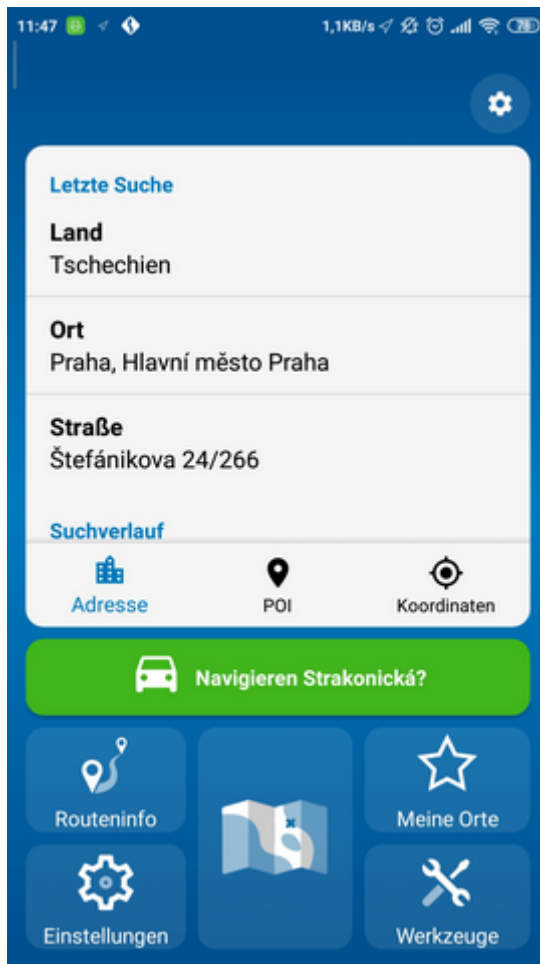 11:47 1,1KB/s 78
Letzte Suche
Land
Tschechien
Ort
Praha, Hlavní město Praha
Straße
Štefánikova 24/266
Suchverlauf
Adresse POI Koordinaten
Navigieren Strakonická?
Routeninfo Meine Orte
Einstellungen Werkzeuge